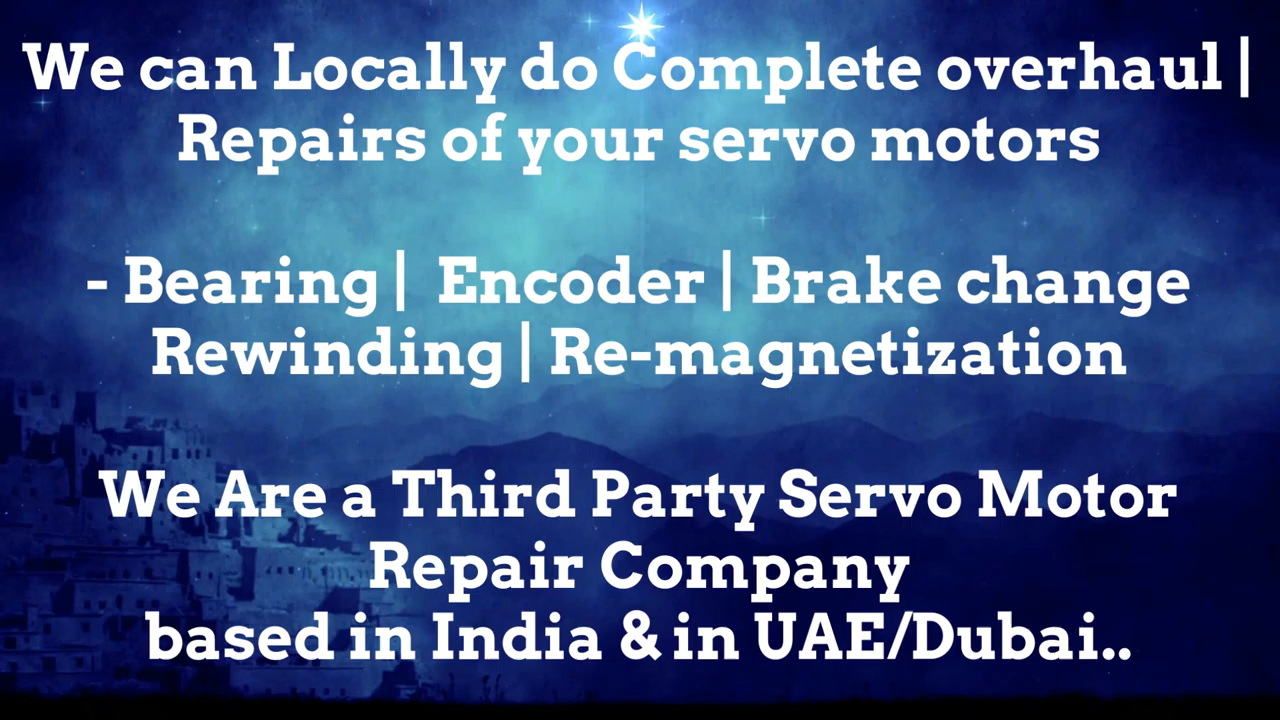 We can Locally do Complete overhaul |
Repairs of your servo motors
- Bearing | Encoder | Brake change
Rewinding | Re-magnetization
We Are a Third Party Servo Motor
Repair Company
based in India & in UAE/Dubai..